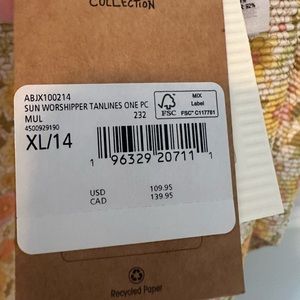 COLLECTION
ABJX100214
SUN WORSHIPPER TANLINES ONE PC
MUL 232
4500929190
XL/14
FSC
MIX
Label
FSC® C117781
1 96329 20711 1
USD 109.95
CAD 139.95
Recycled Paper